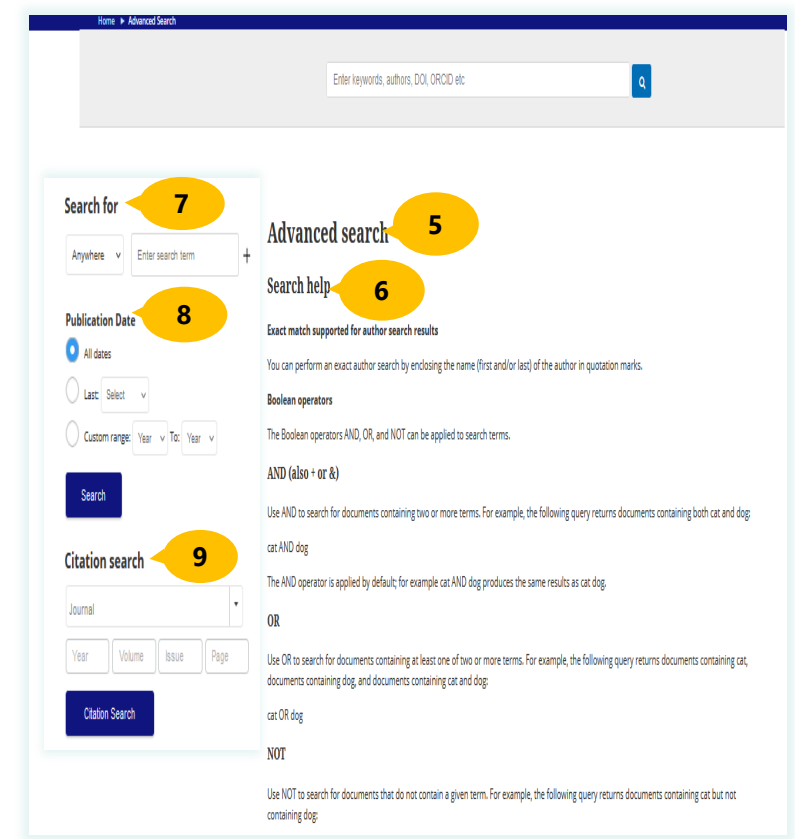 Home ▶ Advanced Search
Enter keywords, authors, DOI, ORCID etc
Search for
7
Anywhere
Enter search term
+
Publication Date
8
All dates
Last: Select
Custom range: Year To: Year
Search
Citation search
9
Journal
Year Volume Issue Page
Citation Search
Advanced search
5
Search help
6
Exact match supported for author search results
You can perform an exact author search by enclosing the name (first and/or last) of the author in quotation marks.
Boolean operators
The Boolean operators AND, OR, and NOT can be applied to search terms.
AND (also + or &)
Use AND to search for documents containing two or more terms. For example, the following query returns documents containing both cat and dog:
cat AND dog
The AND operator is applied by default; for example cat AND dog produces the same results as cat dog.
OR
Use OR to search for documents containing at least one of two or more terms. For example, the following query returns documents containing cat,
documents containing dog, and documents containing cat and dog:
cat OR dog
NOT
Use NOT to search for documents that do not contain a given term. For example, the following query returns documents containing cat but not
containing dog: